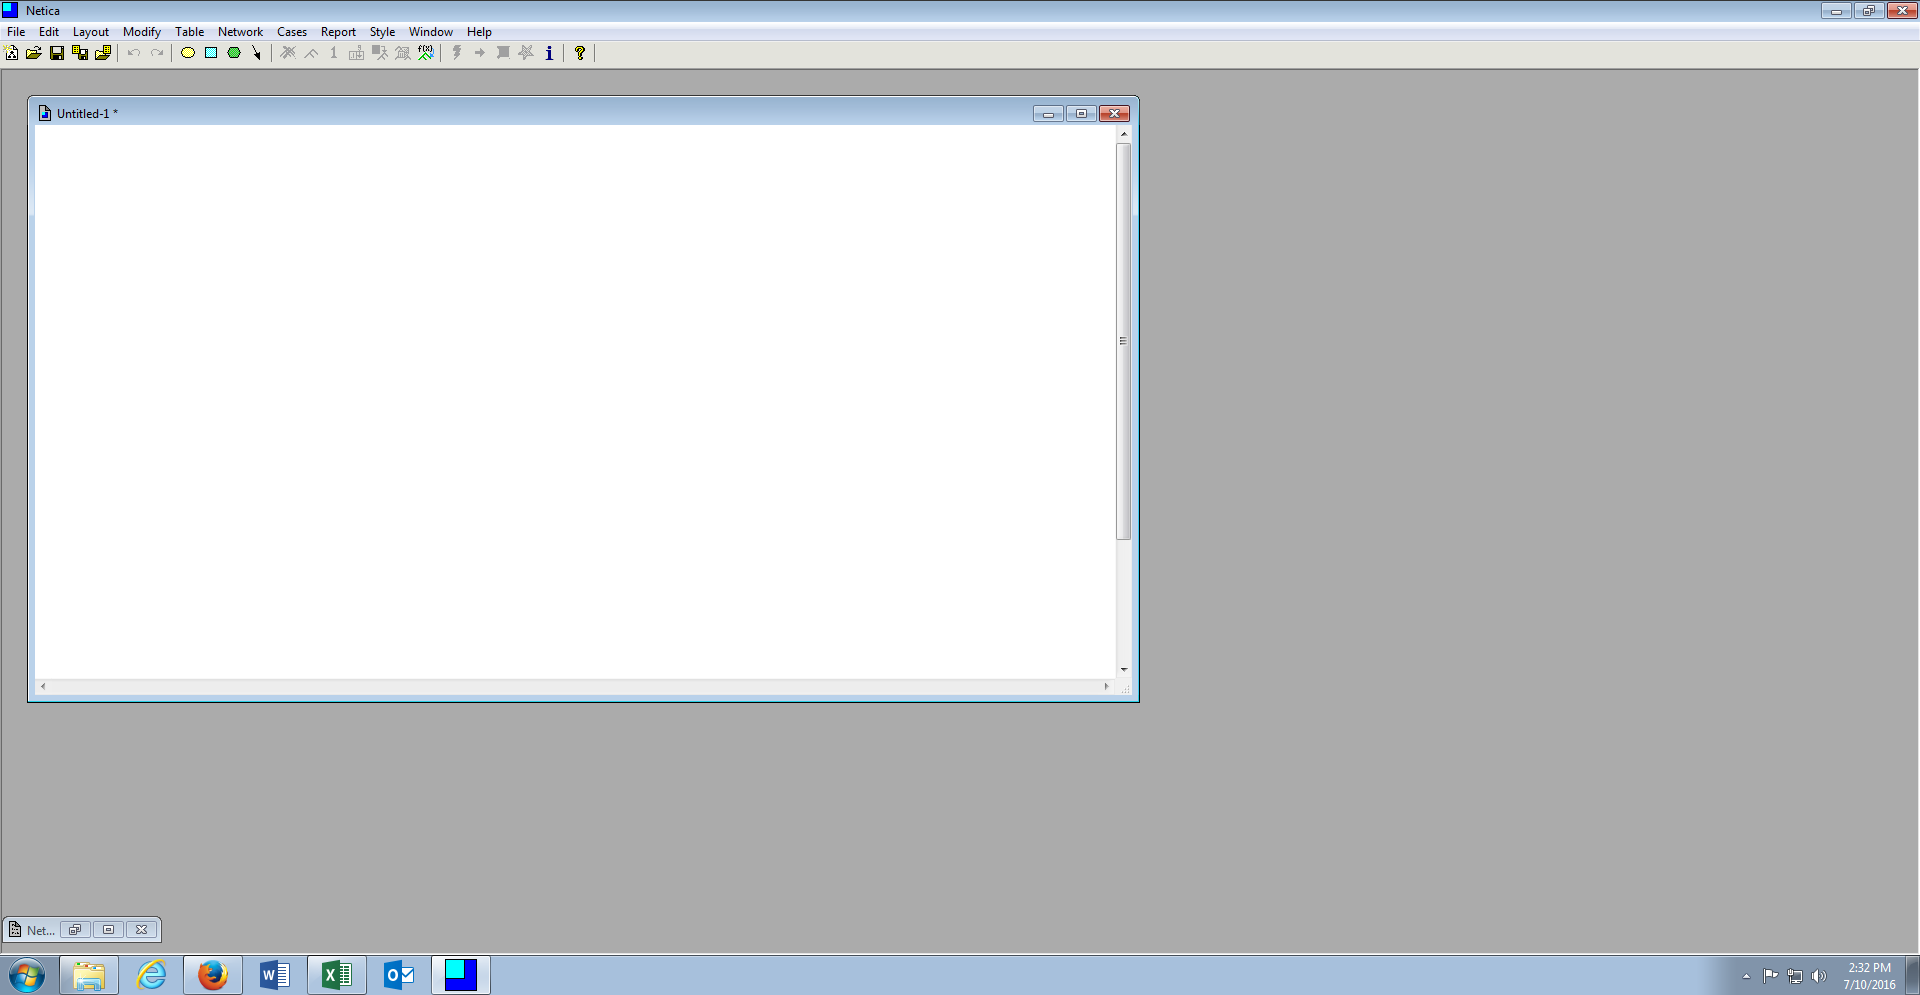 Netica
File Edit Layout Modify Table Network Cases Report Style Window Help
1 f(x) i ?
Untitled-1 *
Net...
2:32 PM
7/10/2016